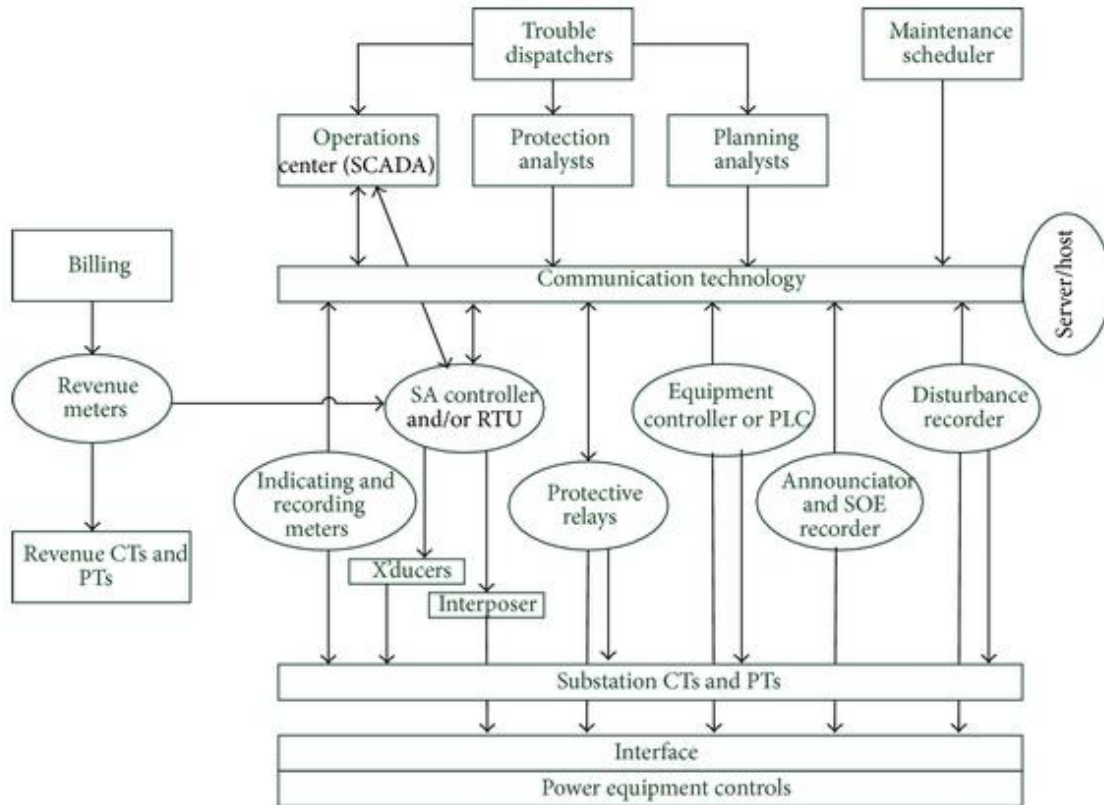 Trouble
dispatchers
Maintenance
scheduler
Operations
center (SCADA)
Protection
analysts
Planning
analysts
Billing
Communication technology
Server/host
Revenue
meters
SA controller
and/or RTU
Equipment
controller or PLC
Disturbance
recorder
Indicating and
recording
meters
Protective
relays
Announciator
and SOE
recorder
Revenue CTs and
PTs
X'ducers
Interposer
Substation CTs and PTs
Interface
Power equipment controls